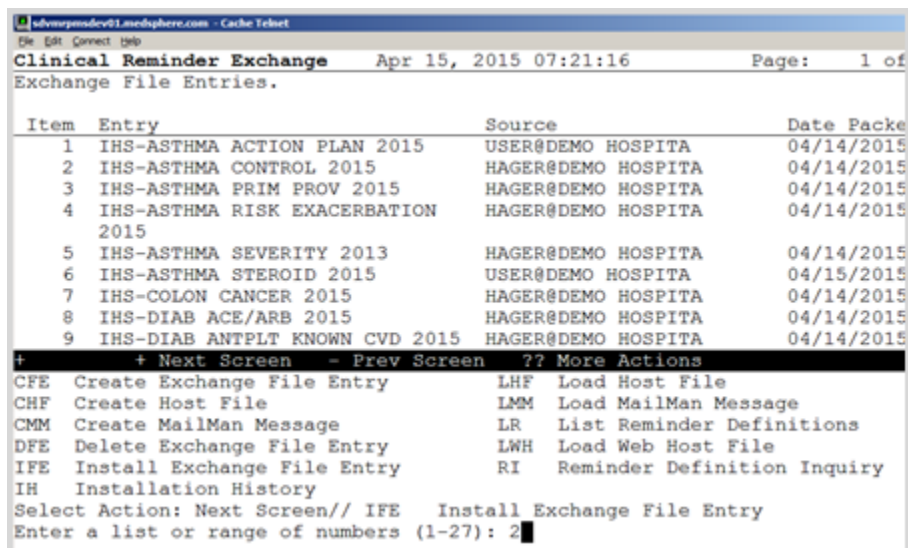 sdvmrpmsdev01.medsphere.com - Cache Telnet
File Edit Connect Help
Clinical Reminder Exchange Apr 15, 2015 07:21:16 Page: 1 of
Exchange File Entries.
Item Entry Source Date Packe
1 IHS-ASTHMA ACTION PLAN 2015 USER@DEMO HOSPITA 04/14/2015
2 IHS-ASTHMA CONTROL 2015 HAGER@DEMO HOSPITA 04/14/2015
3 IHS-ASTHMA PRIM PROV 2015 HAGER@DEMO HOSPITA 04/14/2015
4 IHS-ASTHMA RISK EXACERBATION HAGER@DEMO HOSPITA 04/14/2015
2015
5 IHS-ASTHMA SEVERITY 2013 HAGER@DEMO HOSPITA 04/14/2015
6 IHS-ASTHMA STEROID 2015 USER@DEMO HOSPITA 04/15/2015
7 IHS-COLON CANCER 2015 HAGER@DEMO HOSPITA 04/14/2015
8 IHS-DIAB ACE/ARB 2015 HAGER@DEMO HOSPITA 04/14/2015
9 IHS-DIAB ANTPLT KNOWN CVD 2015 HAGER@DEMO HOSPITA 04/14/2015
+ + Next Screen - Prev Screen ?? More Actions
CFE Create Exchange File Entry LHF Load Host File
CHF Create Host File LMM Load MailMan Message
CMM Create MailMan Message LR List Reminder Definitions
DFE Delete Exchange File Entry LWH Load Web Host File
IFE Install Exchange File Entry RI Reminder Definition Inquiry
IH Installation History
Select Action: Next Screen// IFE Install Exchange File Entry
Enter a list or range of numbers (1-27): 2